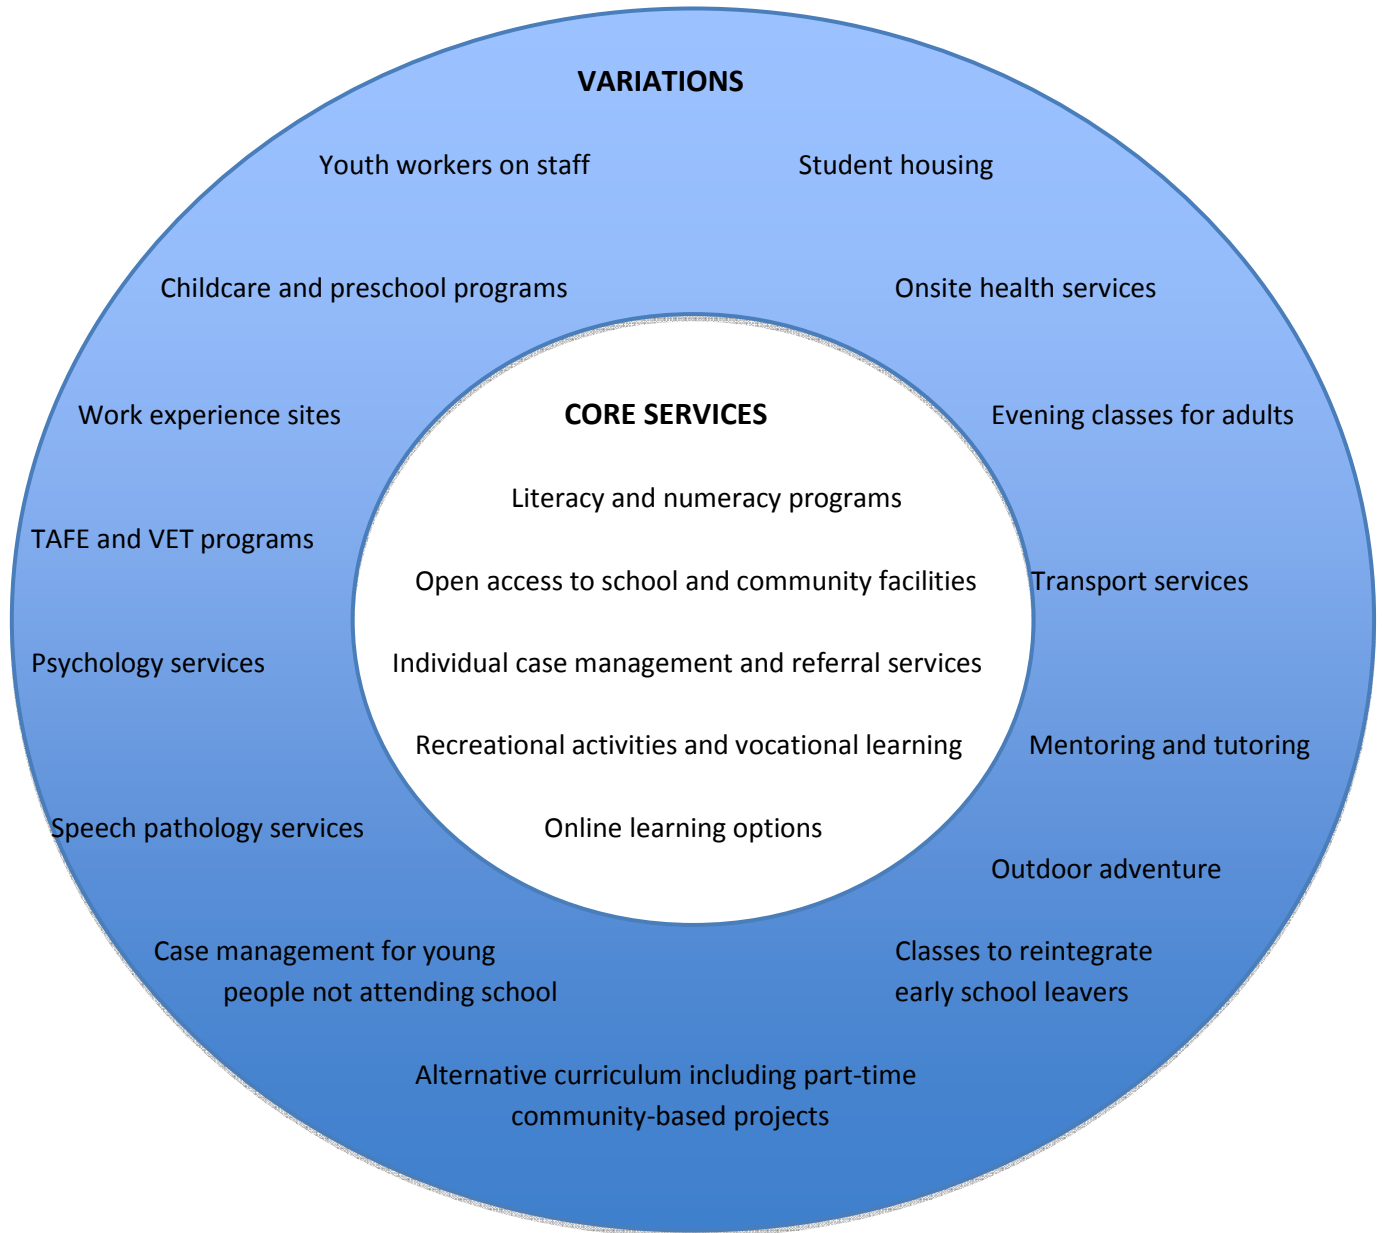 VARIATIONS
Youth workers on staff
Student housing
Childcare and preschool programs
Onsite health services
Work experience sites
CORE SERVICES
Evening classes for adults
Literacy and numeracy programs
TAFE and VET programs
Open access to school and community facilities
Transport services
Psychology services
Individual case management and referral services
Recreational activities and vocational learning
Mentoring and tutoring
Speech pathology services
Online learning options
Outdoor adventure
Case management for young
people not attending school
Classes to reintegrate
early school leavers
Alternative curriculum including part-time
community-based projects